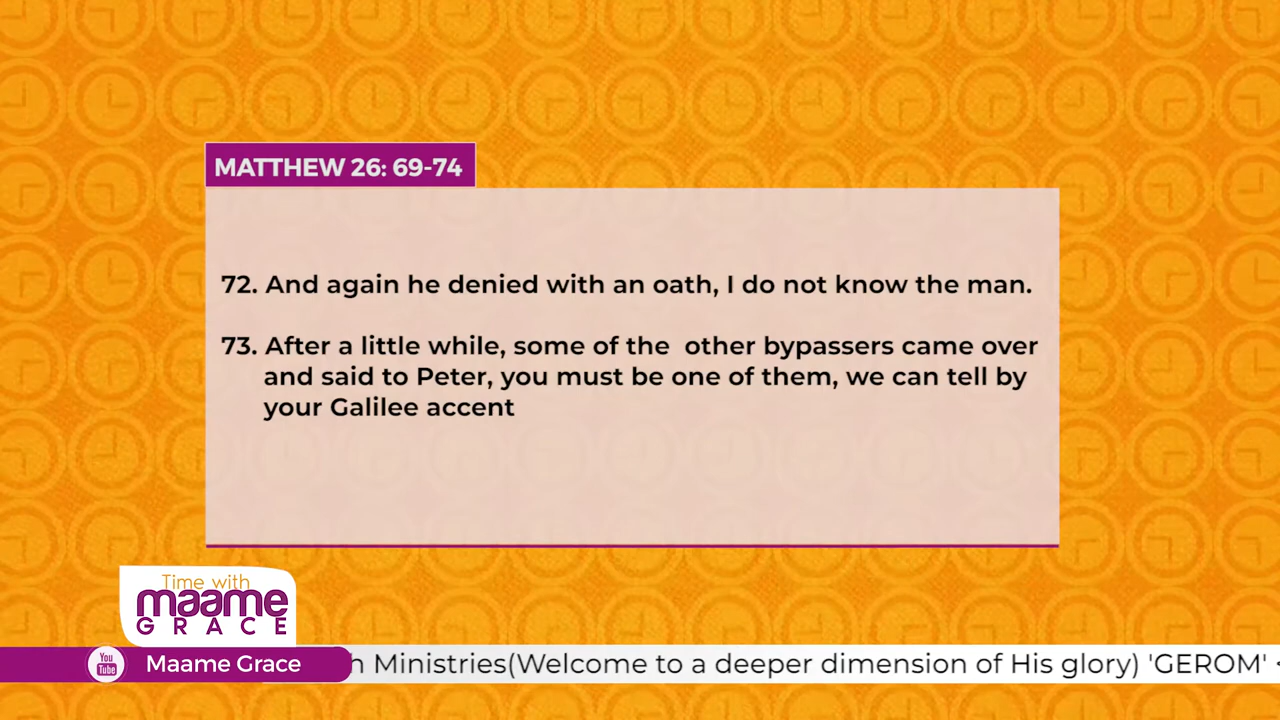 MATTHEW 26: 69-74
72. And again he denied with an oath, I do not know the man.
73. After a little while, some of the other bypassers came over
and said to Peter, you must be one of them, we can tell by
your Galilee accent
Time with
maame
GRACE
You
Tube
Maame Grace
h Ministries(Welcome to a deeper dimension of His glory) 'GEROM'